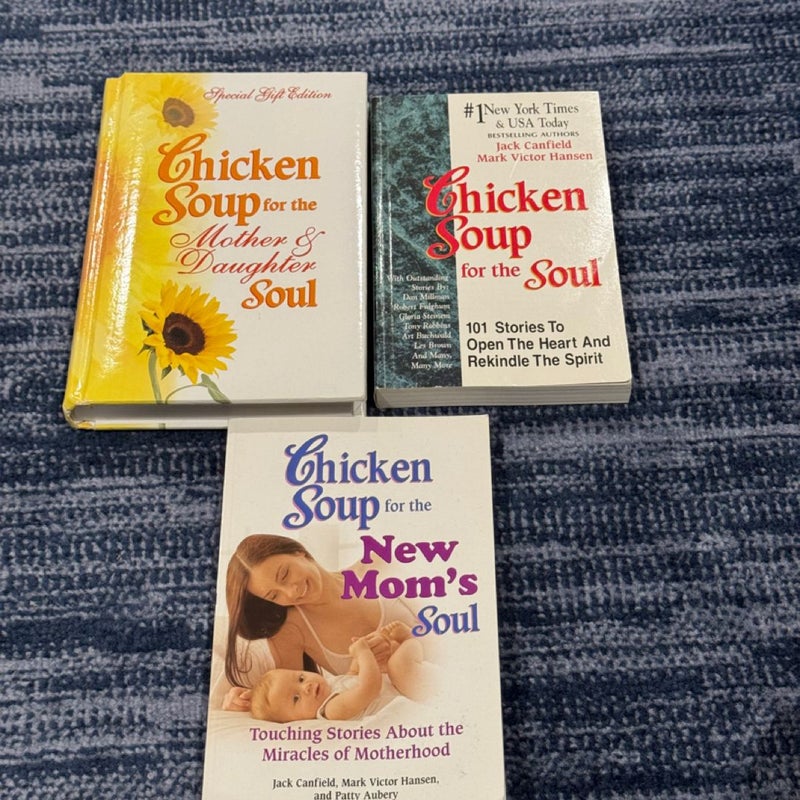 Special Gift Edition
Chicken
Soup for the
Mother &
Daughter
Soul
#1 New York Times
& USA Today
BESTSELLING AUTHORS
Jack Canfield
Mark Victor Hansen
Chicken
Soup
for the Soul
With Outstanding
Stories By:
Dan Millman
Robert Fulghum
Gloria Steinem
Tony Robbins
Art Buchwald
Les Brown
And Many,
Many More
101 Stories To
Open The Heart And
Rekindle The Spirit
Chicken
Soup for the
New
Mom's
Soul
Touching Stories About the
Miracles of Motherhood
Jack Canfield, Mark Victor Hansen,
and Patty Aubery